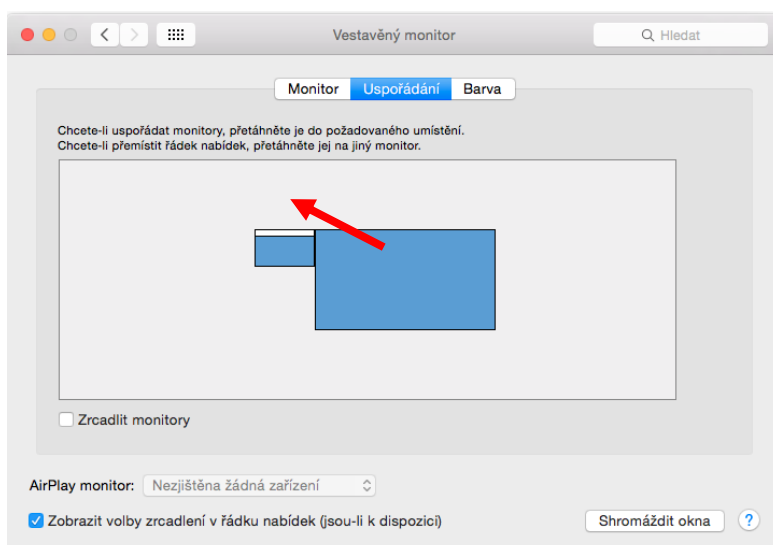 Vestavěný monitor
Hledat
Monitor Uspořádání Barva
Chcete-li uspořádat monitory, přetáhněte je do požadovaného umístění.
Chcete-li přemístit řádek nabídek, přetáhněte jej na jiný monitor.
Zrcadlit monitory
AirPlay monitor: Nezjištěna žádná zařízení
Zobrazit volby zrcadlení v řádku nabídek (jsou-li k dispozici)
Shromáždit okna ?